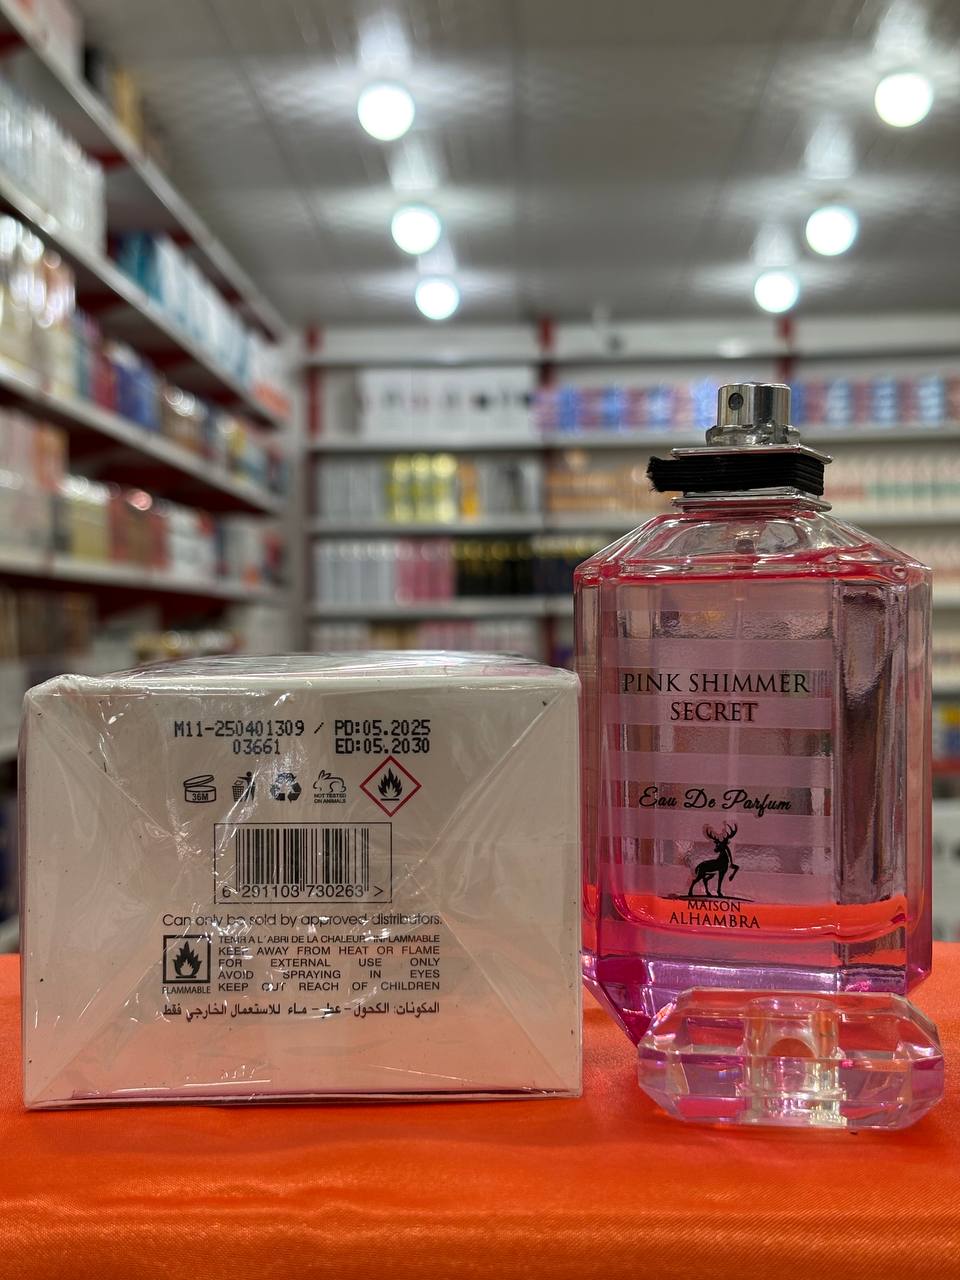 M11-250401309 / PD:05.2025
03661 ED:05.2030
36M
NOT TESTED
ON ANIMALS
6 291103 730263 >
Can only be sold by approved distributors.
TENIR A L'ABRI DE LA CHALEUR INFLAMMABLE
KEEP AWAY FROM HEAT OR FLAME
FOR EXTERNAL USE ONLY
AVOID SPRAYING IN EYES
KEEP OUT REACH OF CHILDREN
FLAMMABLE
المكونات: الكحول - عطر - ماء للاستعمال الخارجي فقط
PINK SHIMMER
SECRET
Eau De Parfum
MAISON
ALHAMBRA